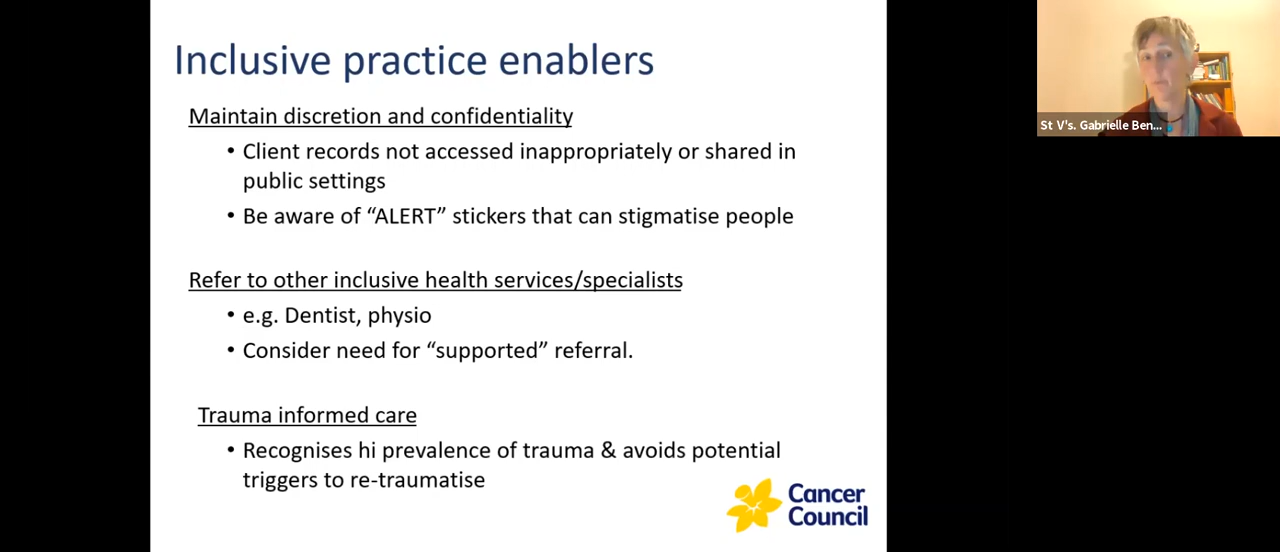 Inclusive practice enablers
Maintain discretion and confidentiality
• Client records not accessed inappropriately or shared in
public settings
• Be aware of “ALERT” stickers that can stigmatise people
Refer to other inclusive health services/specialists
• e.g. Dentist, physio
• Consider need for “supported” referral.
Trauma informed care
• Recognises hi prevalence of trauma & avoids potential
triggers to re-traumatise
Cancer
Council
St V's. Gabrielle Ben...